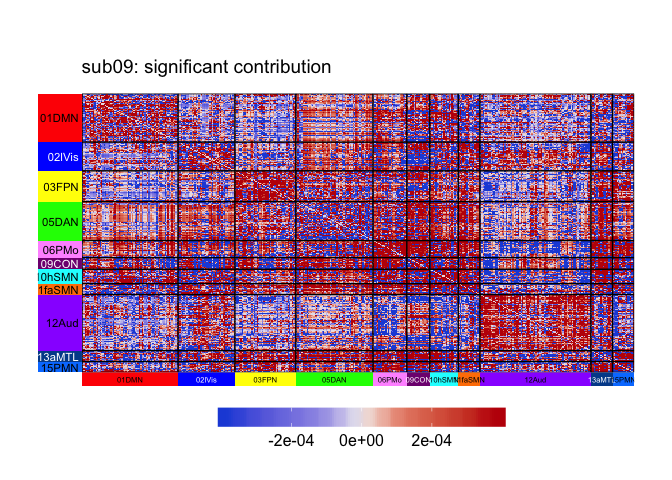 sub09: significant contribution
01DMN
02lVis
03FPN
05DAN
06PMo
09CON
10hSMN
1faSMN
12Aud
13aMTL
15PMN
01DMN 02lVis 03FPN 05DAN 06PMo 09CON 10hSMN 1faSMN 12Aud 13aMTL 15PMN
-2e-04 0e+00 2e-04